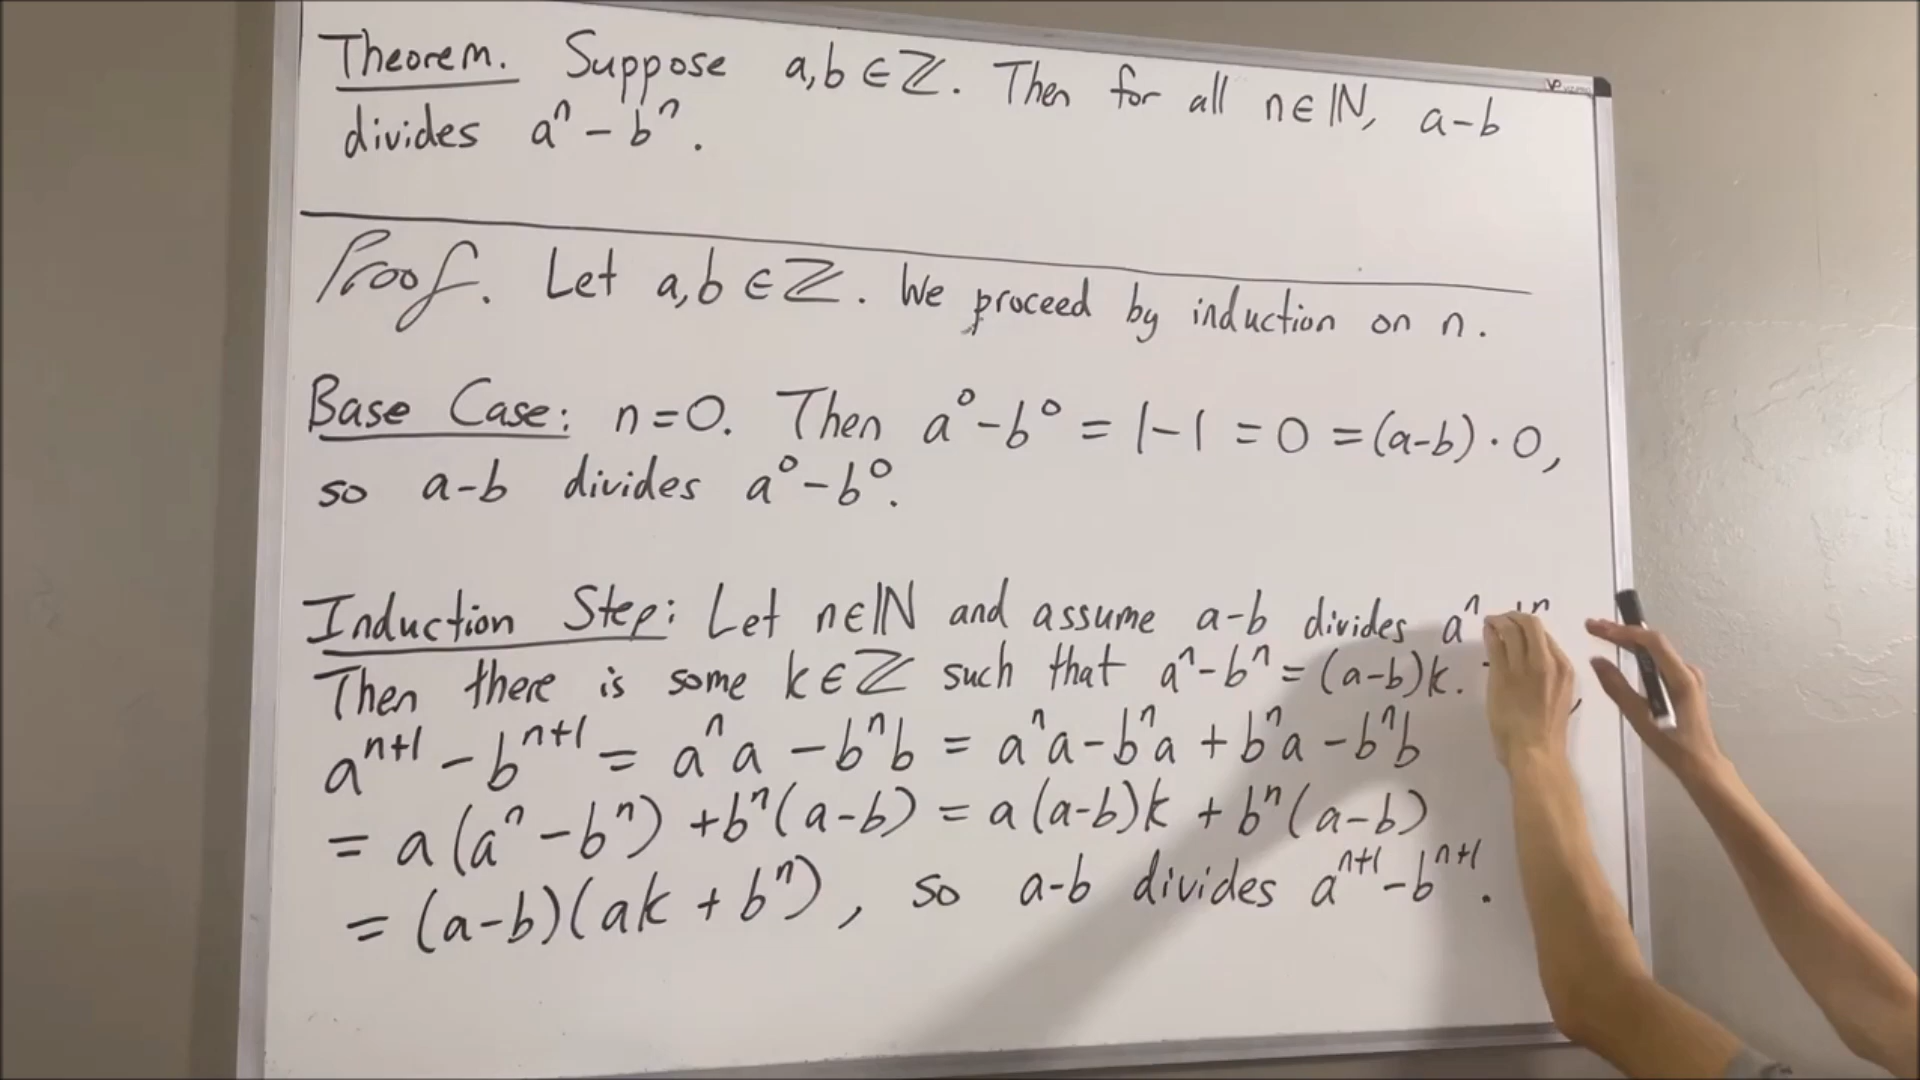 Theorem. Suppose a,b∈ℤ. Then for all n∈ℕ, a-b
divides aⁿ - bⁿ.
Proof. Let a,b∈ℤ. We proceed by induction on n.
Base Case: n=0. Then a⁰-b⁰ = 1-1 = 0 = (a-b)·0,
so a-b divides a⁰-b⁰.
Induction Step: Let n∈ℕ and assume a-b divides aⁿ
Then there is some k∈ℤ such that aⁿ-bⁿ = (a-b)k.
aⁿ⁺¹ - bⁿ⁺¹ = aⁿa - bⁿb = aⁿa - bⁿa + bⁿa - bⁿb
= a(aⁿ - bⁿ) + bⁿ(a-b) = a(a-b)k + bⁿ(a-b)
= (a-b)(ak + bⁿ), so a-b divides aⁿ⁺¹-bⁿ⁺¹.